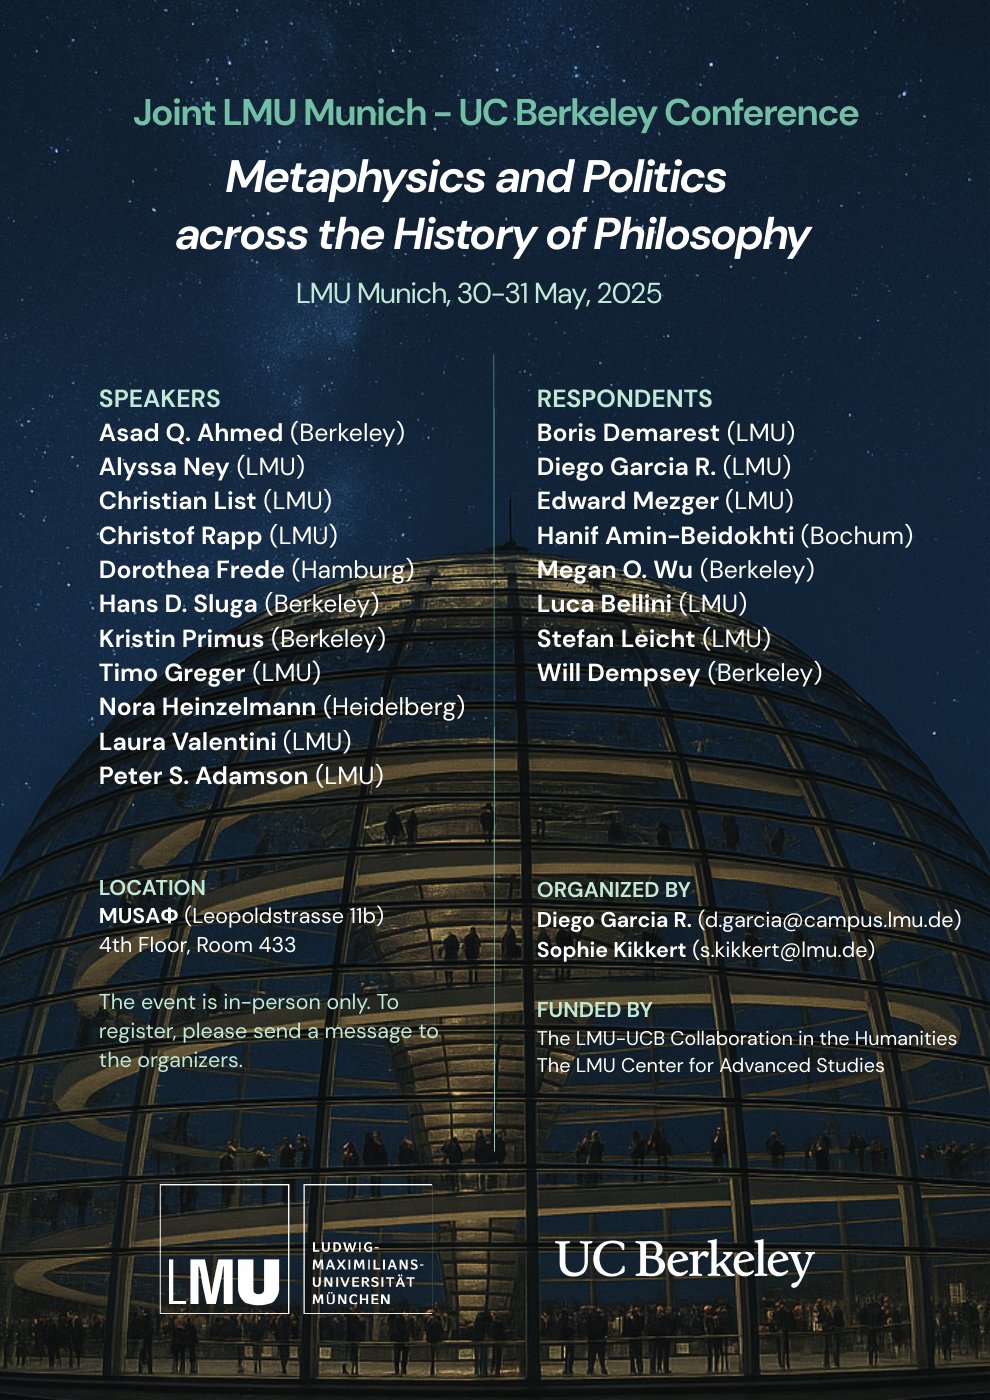 Joint LMU Munich – UC Berkeley Conference
Metaphysics and Politics
across the History of Philosophy
LMU Munich, 30–31 May, 2025
SPEAKERS
Asad Q. Ahmed (Berkeley)
Alyssa Ney (LMU)
Christian List (LMU)
Christof Rapp (LMU)
Dorothea Frede (Hamburg)
Hans D. Sluga (Berkeley)
Kristin Primus (Berkeley)
Timo Greger (LMU)
Nora Heinzelmann (Heidelberg)
Laura Valentini (LMU)
Peter S. Adamson (LMU)
RESPONDENTS
Boris Demarest (LMU)
Diego Garcia R. (LMU)
Edward Mezger (LMU)
Hanif Amin-Beidokhti (Bochum)
Megan O. Wu (Berkeley)
Luca Bellini (LMU)
Stefan Leicht (LMU)
Will Dempsey (Berkeley)
LOCATION
MUSAΦ (Leopoldstrasse 11b)
4th Floor, Room 433
The event is in-person only. To
register, please send a message to
the organizers.
ORGANIZED BY
Diego Garcia R. (d.garcia@campus.lmu.de)
Sophie Kikkert (s.kikkert@lmu.de)
FUNDED BY
The LMU-UCB Collaboration in the Humanities
The LMU Center for Advanced Studies
LMU
LUDWIG-
MAXIMILIANS-
UNIVERSITÄT
MÜNCHEN
UC Berkeley